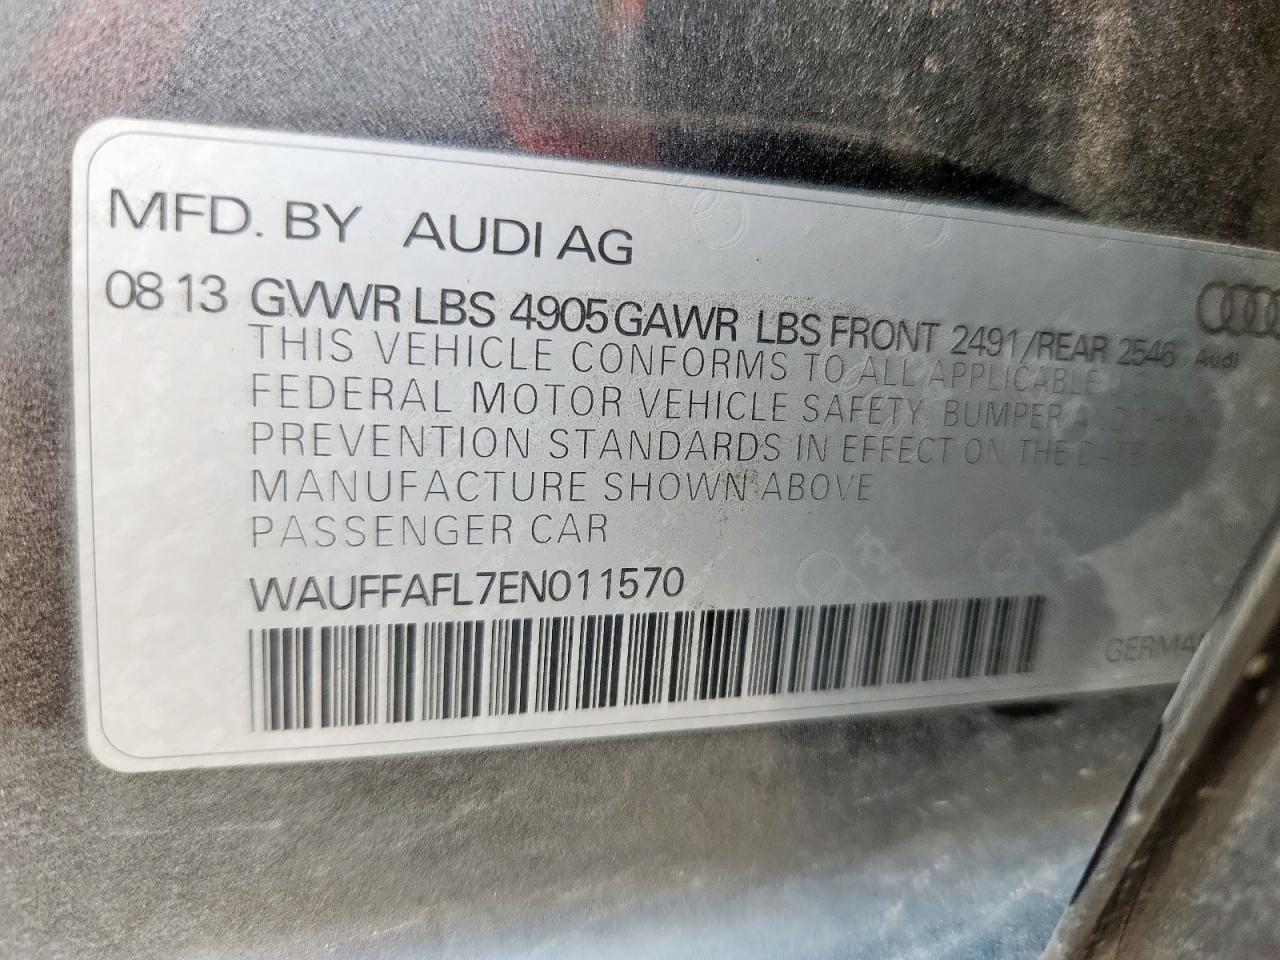 MFD. BY AUDI AG
08 13 GVWR LBS 4905 GAWR LBS FRONT 2491/REAR 2546 Audi
THIS VEHICLE CONFORMS TO ALL APPLICABLE
FEDERAL MOTOR VEHICLE SAFETY, BUMPER AND
PREVENTION STANDARDS IN EFFECT ON THE DATE
MANUFACTURE SHOWN ABOVE
PASSENGER CAR
WAUFFAFL7EN011570